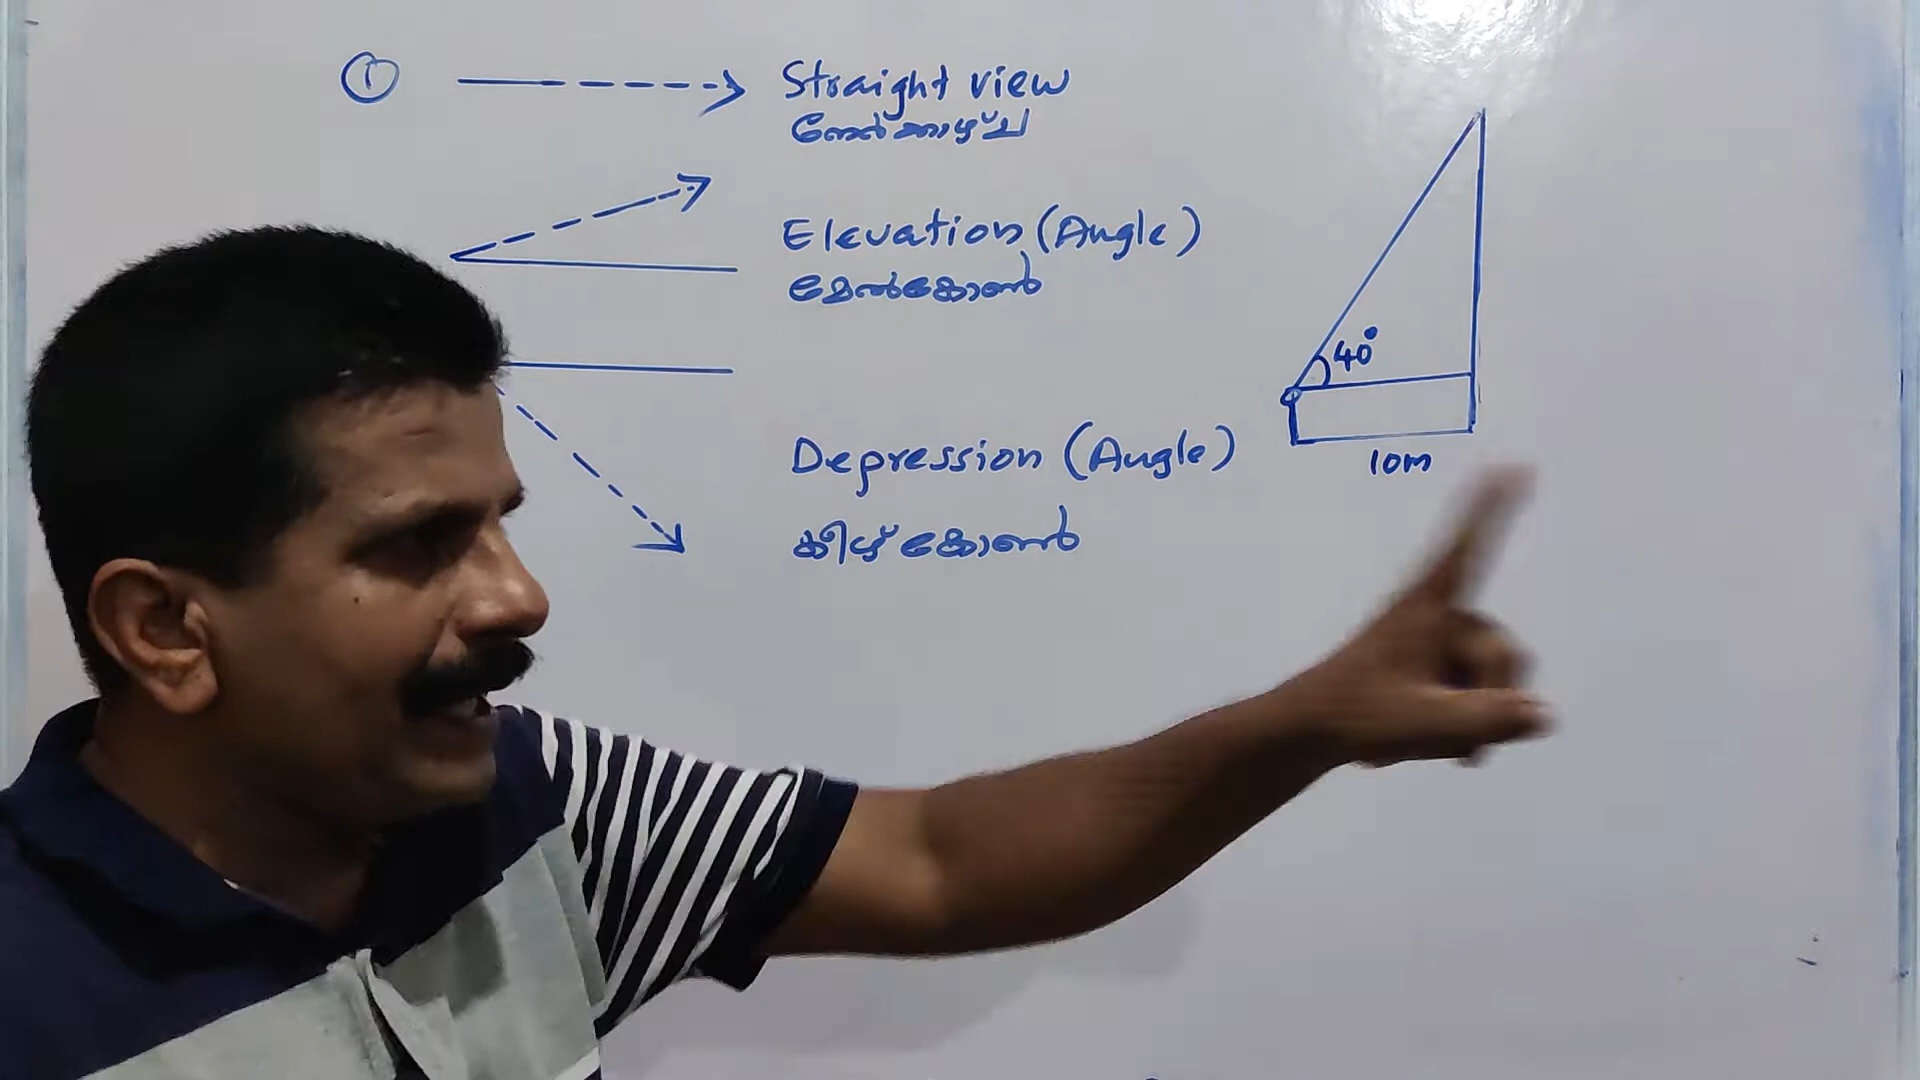 ①
Straight view
നേർക്കാഴ്ച
Elevation (Angle)
മേൽകോൺ
40°
Depression (Angle)
10m
കീഴ് കോൺ